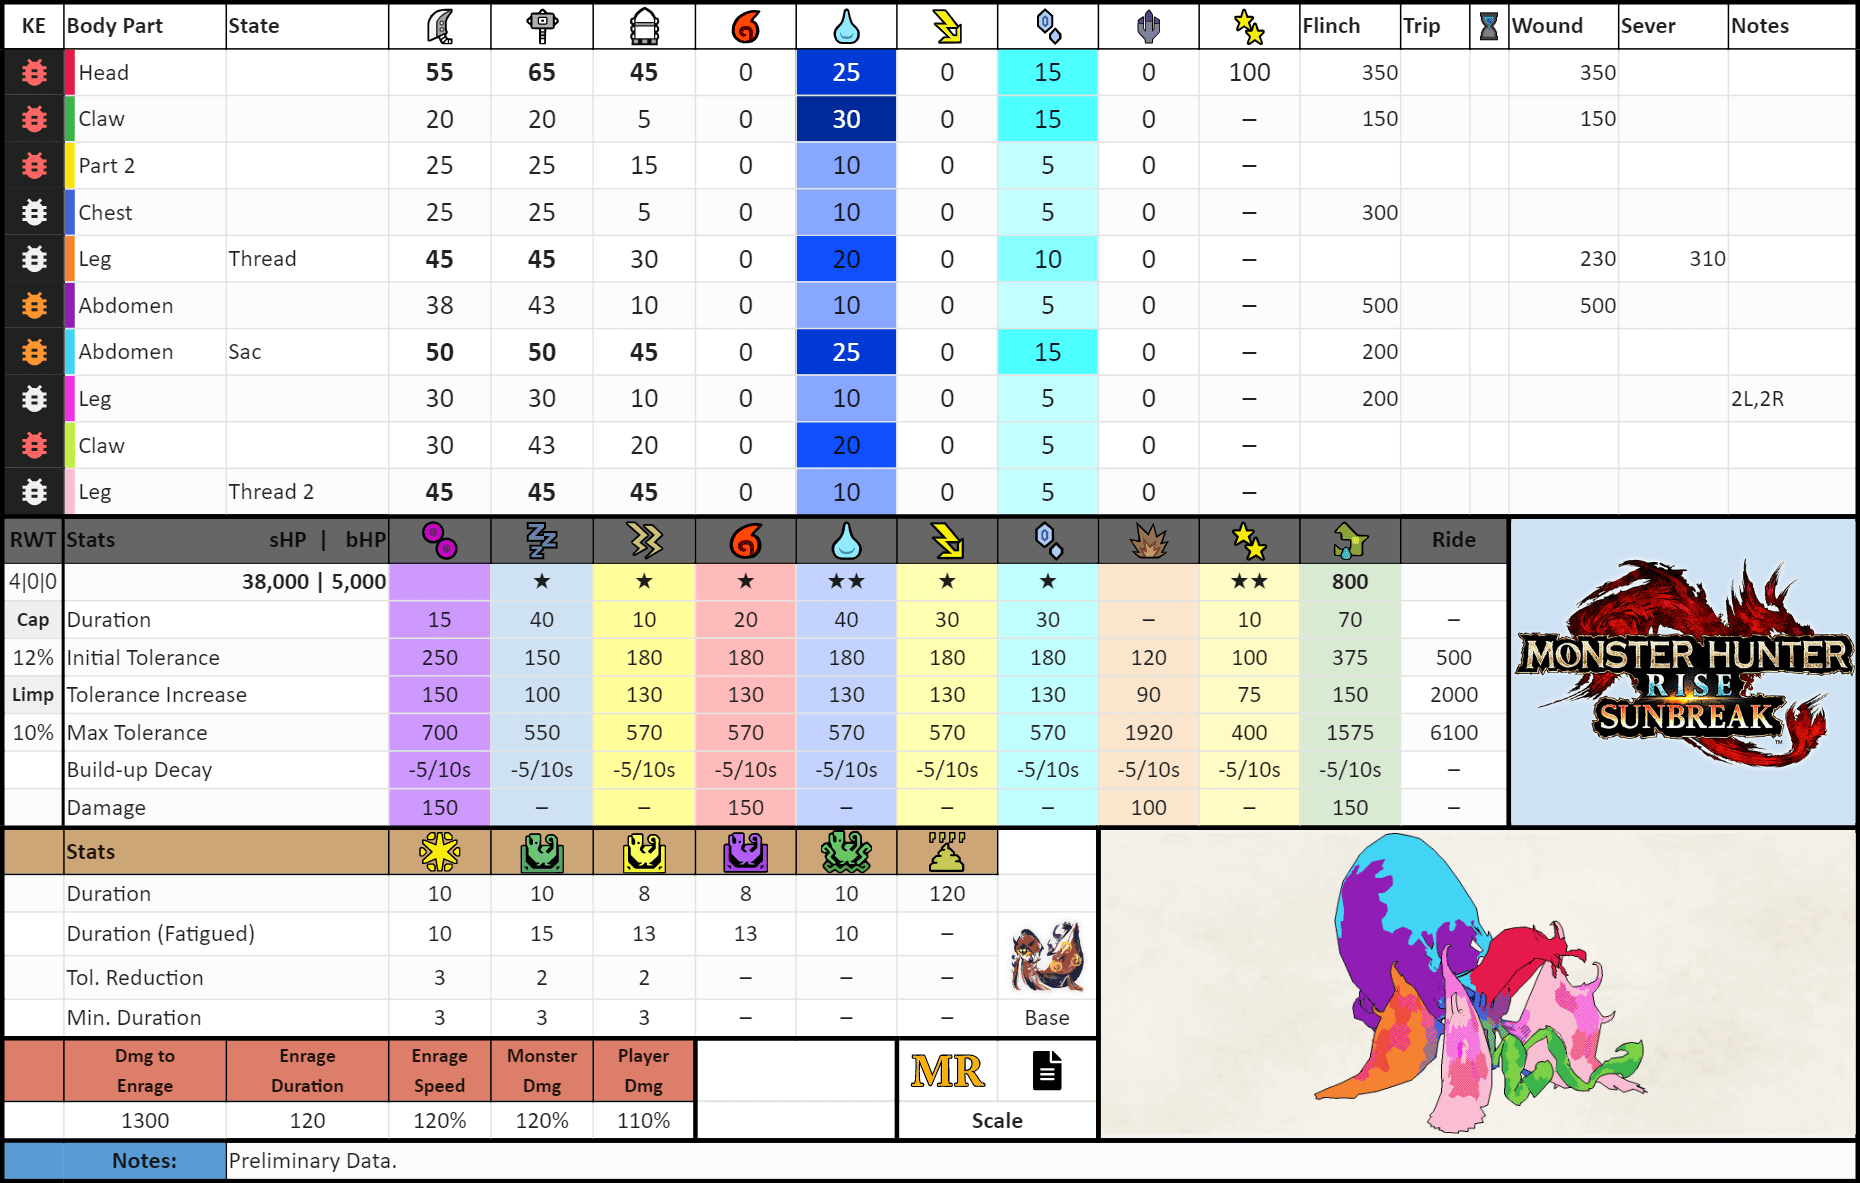 KE Body Part State Flinch Trip Wound Sever Notes
Head 55 65 45 0 25 0 15 0 100 350 350
Claw 20 20 5 0 30 0 15 0 – 150 150
Part 2 25 25 15 0 10 0 5 0 –
Chest 25 25 5 0 10 0 5 0 – 300
Leg Thread 45 45 30 0 20 0 10 0 – 230 310
Abdomen 38 43 10 0 10 0 5 0 – 500 500
Abdomen Sac 50 50 45 0 25 0 15 0 – 200
Leg 30 30 10 0 10 0 5 0 – 200 2L,2R
Claw 30 43 20 0 20 0 5 0 –
Leg Thread 2 45 45 45 0 10 0 5 0 –
RWT Stats sHP | bHP Ride
4|0|0 38,000 | 5,000 ★ ★ ★ ★★ ★ ★ ★★ 800
Cap Duration 15 40 10 20 40 30 30 – 10 70 –
12% Initial Tolerance 250 150 180 180 180 180 180 120 100 375 500
Limp Tolerance Increase 150 100 130 130 130 130 130 90 75 150 2000
10% Max Tolerance 700 550 570 570 570 570 570 1920 400 1575 6100
Build-up Decay -5/10s -5/10s -5/10s -5/10s -5/10s -5/10s -5/10s -5/10s -5/10s -5/10s –
Damage 150 – – 150 – – – 100 – 150 –
MONSTER HUNTER
RISE
SUNBREAK
™
Stats
Duration 10 10 8 8 10 120
Duration (Fatigued) 10 15 13 13 10 –
Tol. Reduction 3 2 2 – – –
Min. Duration 3 3 3 – – – Base
Dmg to Enrage Enrage Monster Player
Enrage Duration Speed Dmg Dmg MR
1300 120 120% 120% 110% Scale
Notes: Preliminary Data.